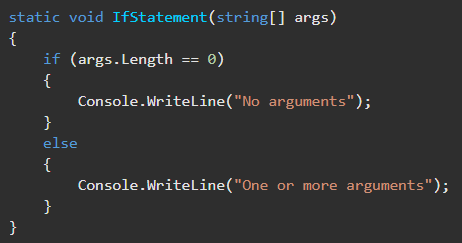 static void IfStatement(string[] args)
{
    if (args.Length == 0)
    {
        Console.WriteLine("No arguments");
    }
    else
    {
        Console.WriteLine("One or more arguments");
    }
}